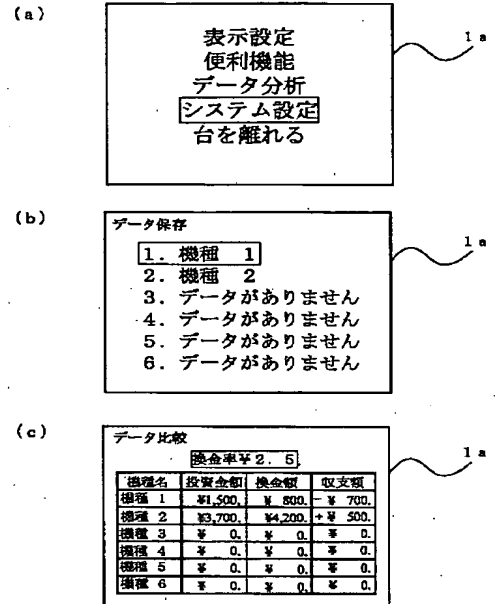 (a)
1a
表示設定
便利機能
データ分析
システム設定
台を離れる
(b)
1a
データ保存
1. 機種 1
2. 機種 2
3. データがありません
4. データがありません
5. データがありません
6. データがありません
(c)
1a
データ比較
換金率¥2.5
機種名 投資金額 換金額 収支額
機種 1 ¥1,500. ¥ 800. -¥ 700.
機種 2 ¥3,700. ¥4,200. +¥ 500.
機種 3 ¥ 0. ¥ 0. ¥ 0.
機種 4 ¥ 0. ¥ 0. ¥ 0.
機種 5 ¥ 0. ¥ 0. ¥ 0.
機種 6 ¥ 0. ¥ 0. ¥ 0.